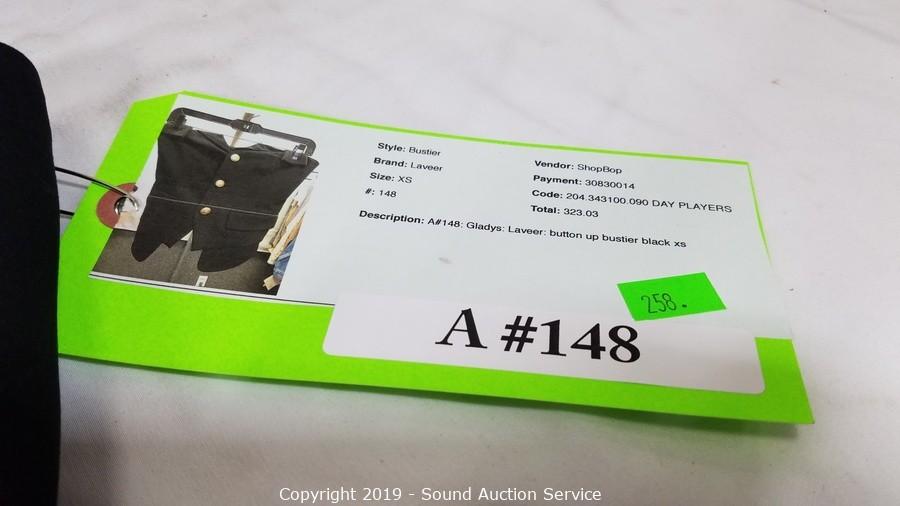 Style: Bustier
Brand: Laveer
Size: XS
#: 148
Vendor: ShopBop
Payment: 30830014
Code: 204.343100.090 DAY PLAYERS
Total: 323.03
Description: A#148: Gladys: Laveer: button up bustier black xs
258.
A #148
Copyright 2019 - Sound Auction Service